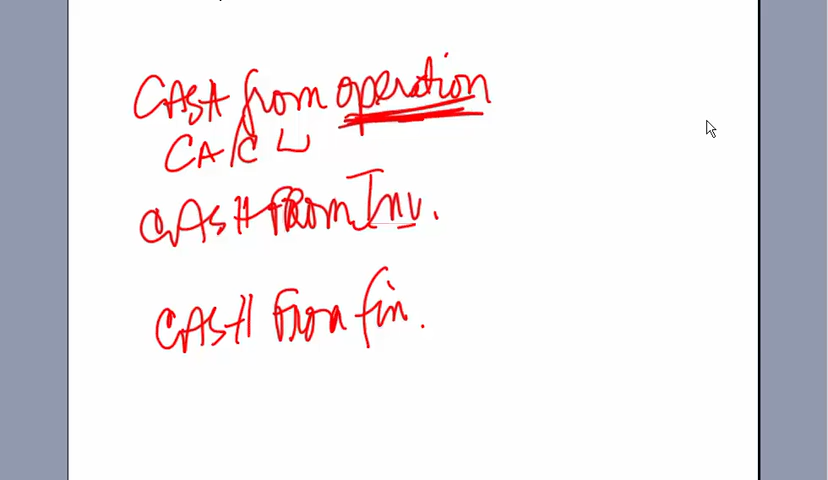 CASH from operation
CA/CL
CASH FROM Inv.
CASH From fin.